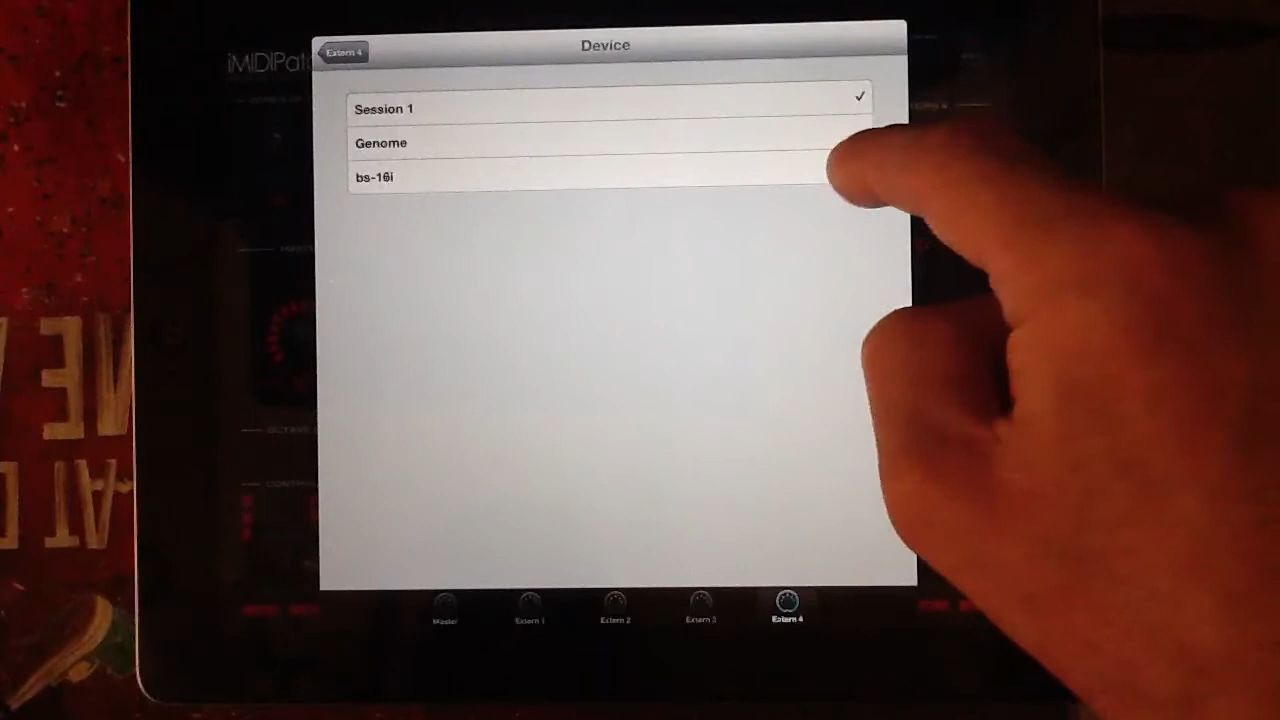 Extern 4
Device
iMIDIPat
Session 1
Genome
bs-16i
Master
Extern 1
Extern 2
Extern 3
Extern 4